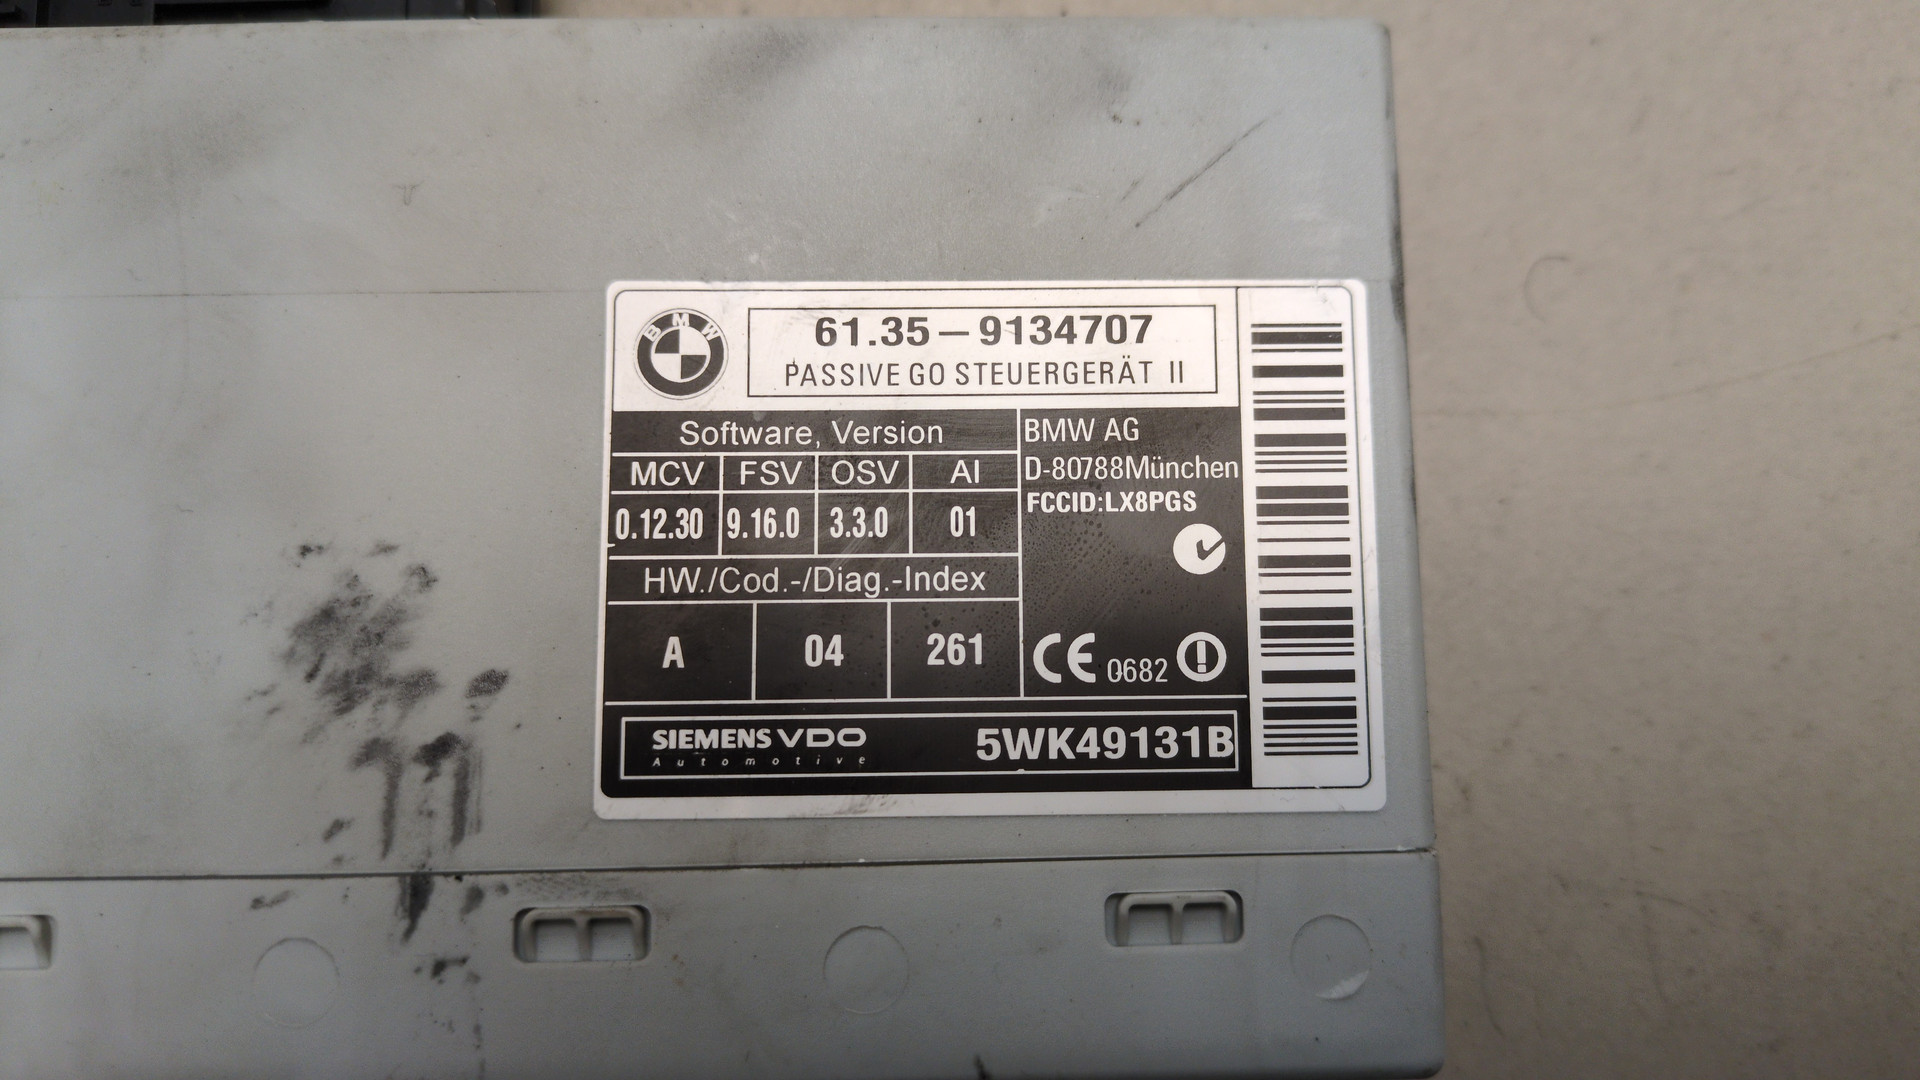 BMW
61.35-9134707
PASSIVE GO STEUERGERÄT II
Software, Version
MCV FSV OSV AI
0.12.30 9.16.0 3.3.0 01
HW./Cod.-/Diag.-Index
A 04 261
BMW AG
D-80788München
FCCID:LX8PGS
CE 0682
SIEMENS VDO
Automotive
5WK49131B